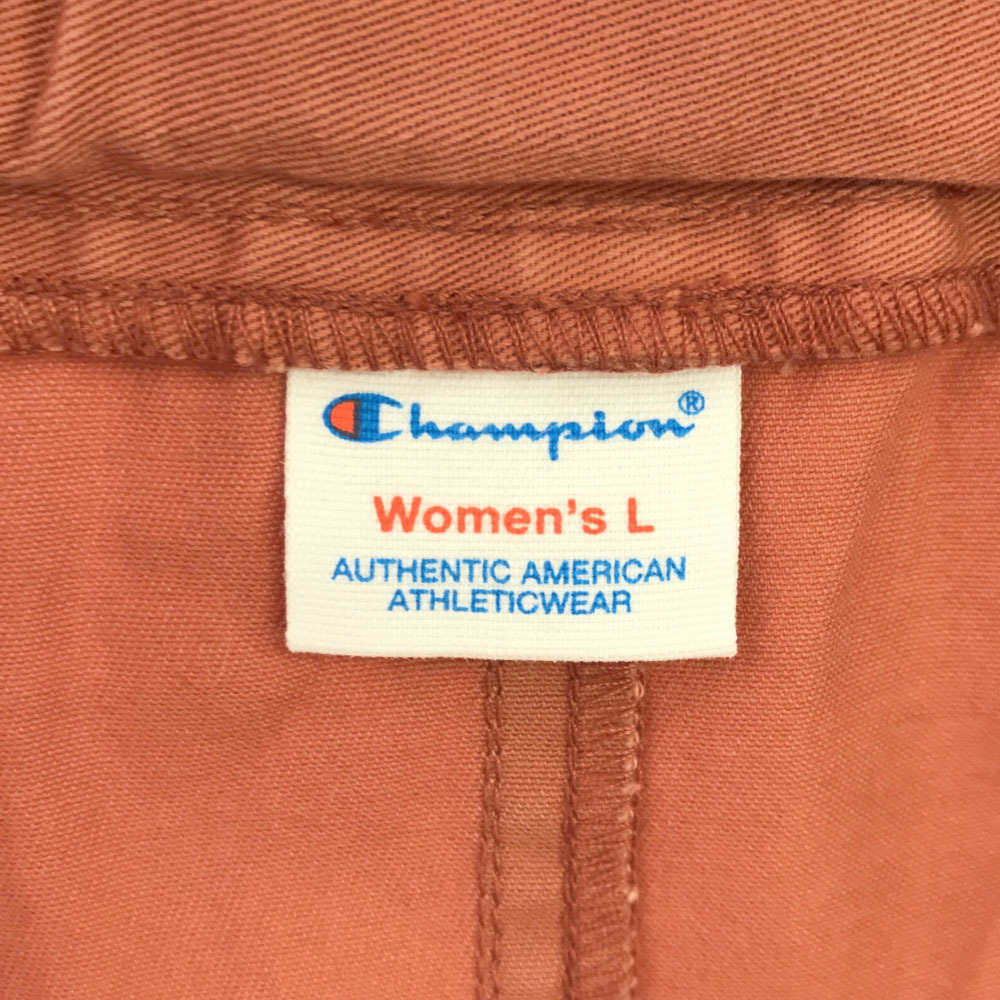 Champion®
Women's L
AUTHENTIC AMERICAN
ATHLETICWEAR